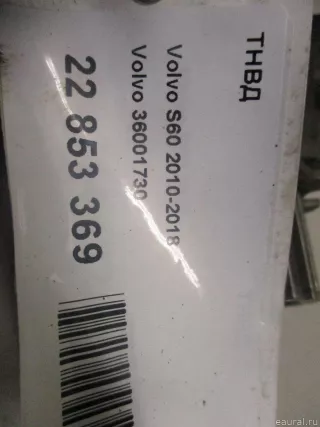 ТНВД
Volvo S60 2010-2018
Volvo 36001730
22 853 369
eaural.ru